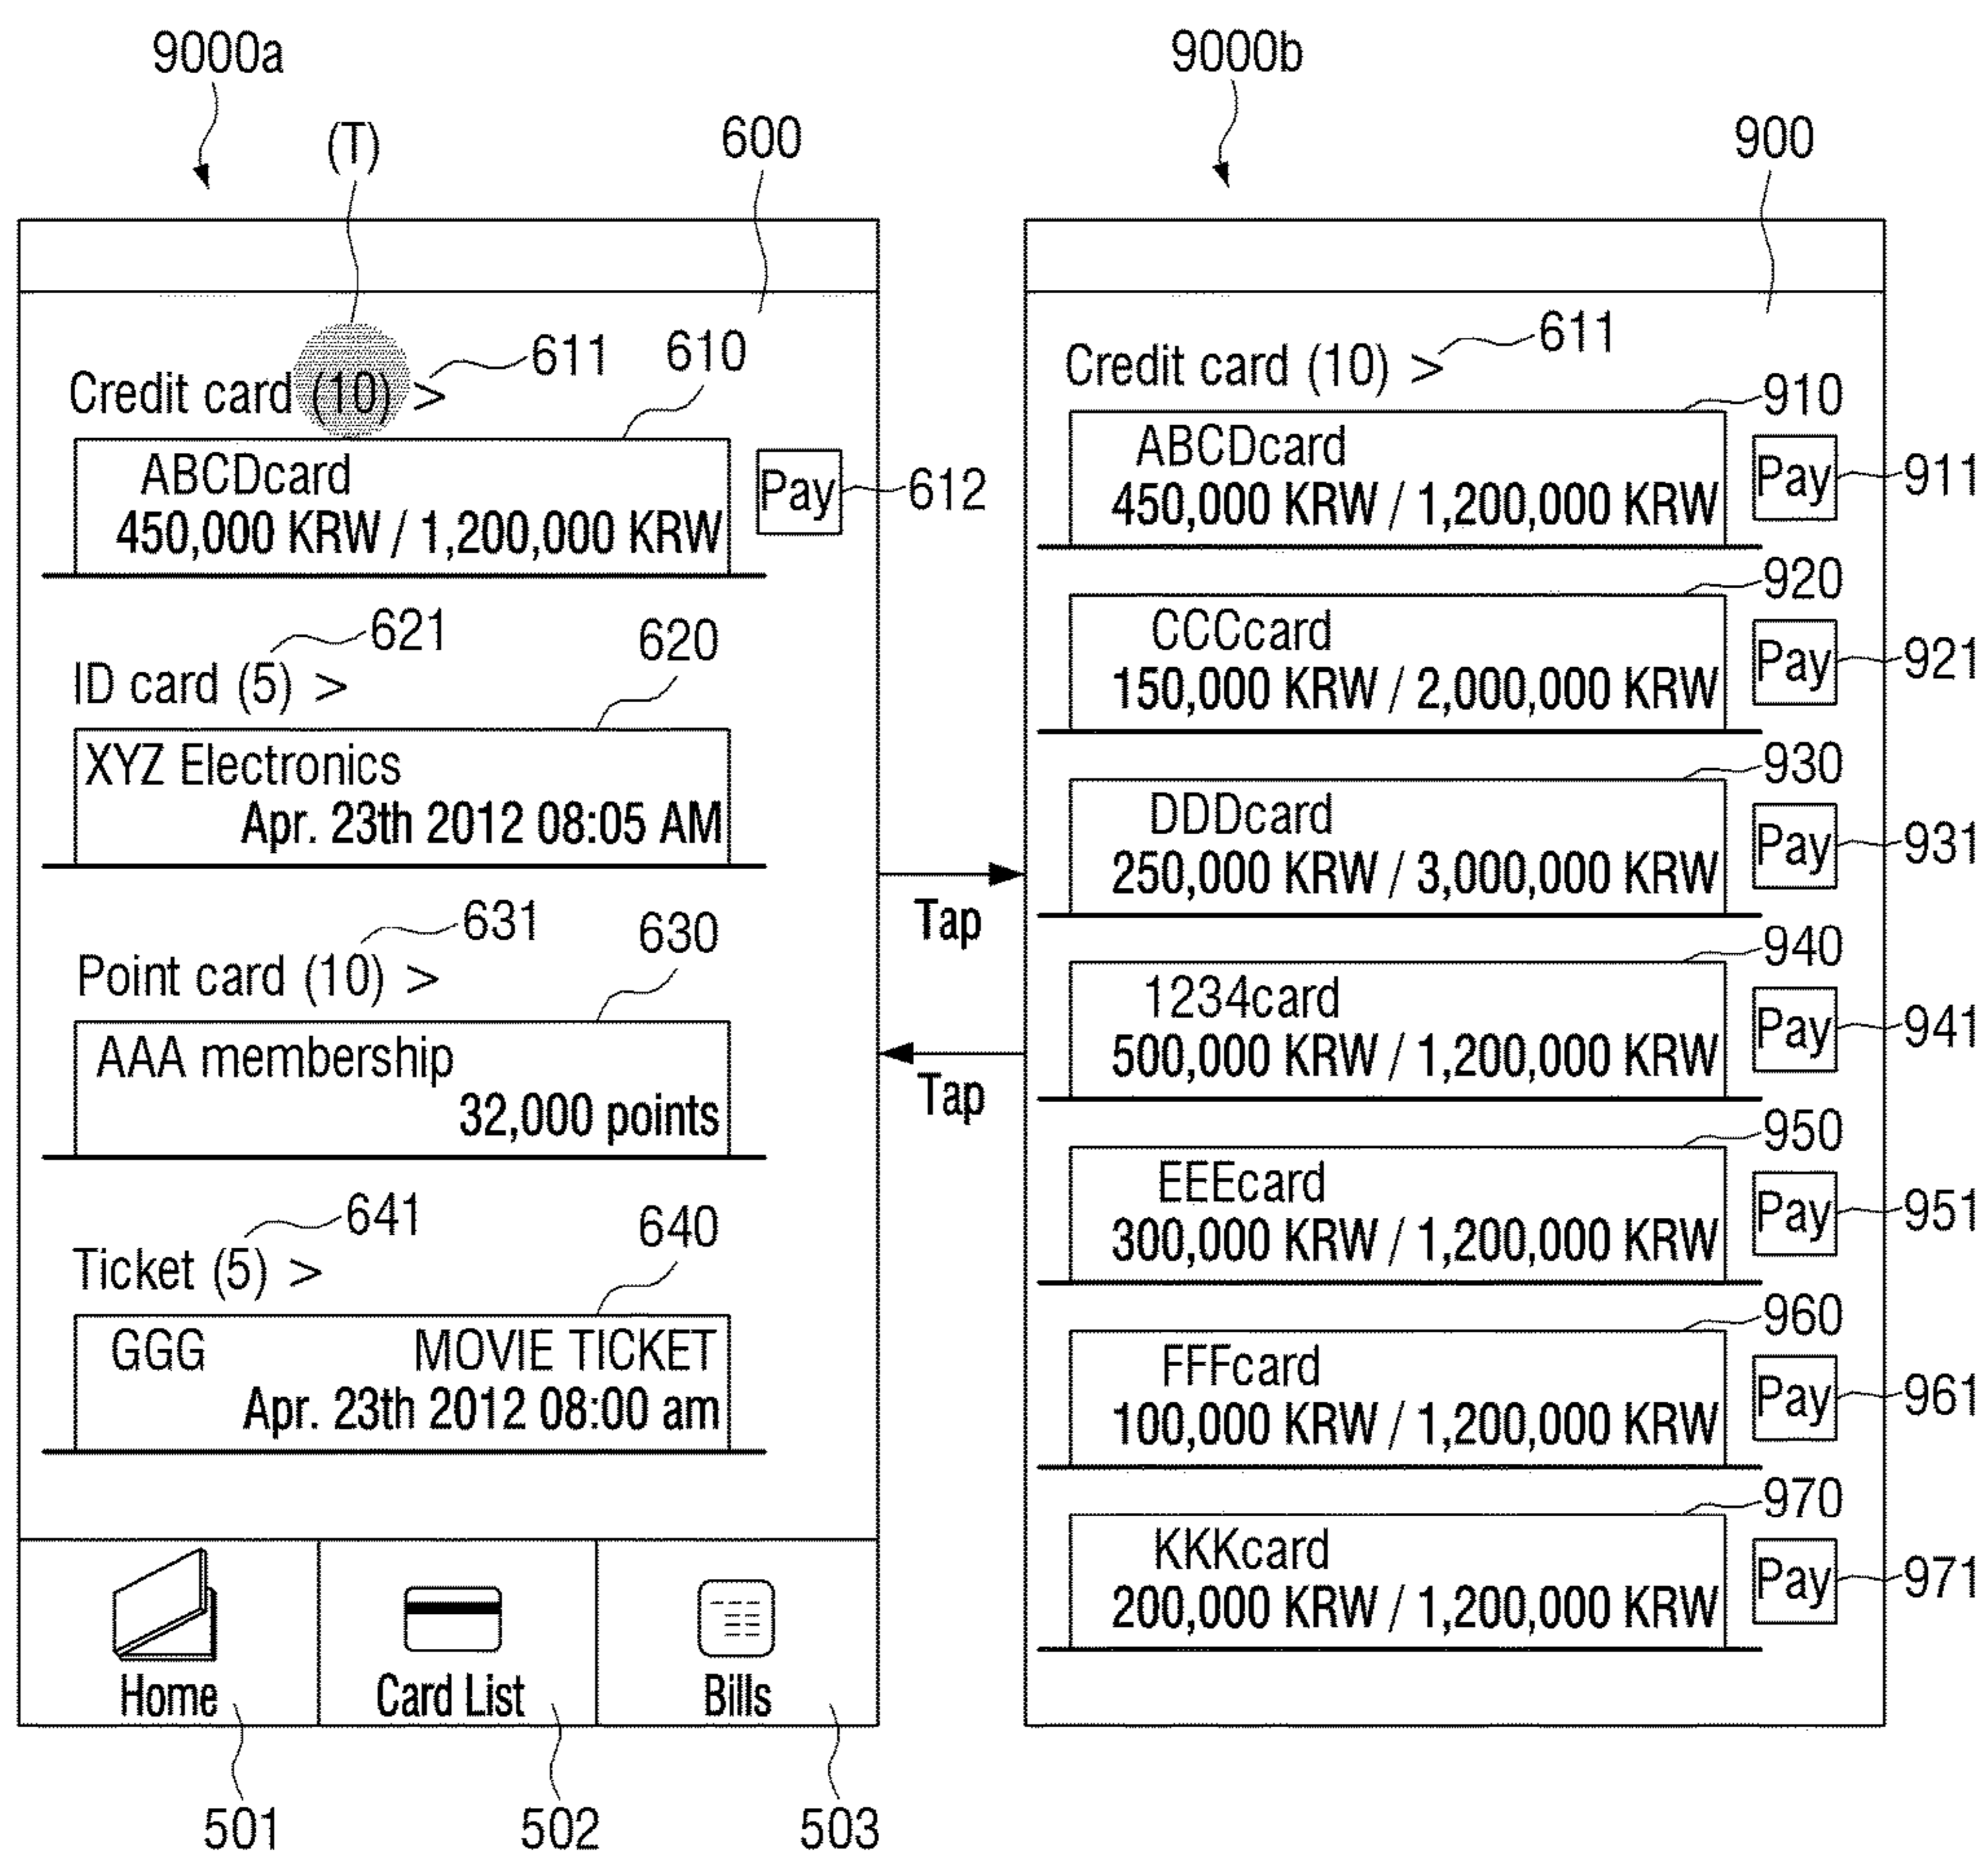 9000a
(T)
600
Credit card (10) >
611
610
ABCDcard
450,000 KRW / 1,200,000 KRW
Pay
612
ID card (5) >
621
620
XYZ Electronics
Apr. 23th 2012 08:05 AM
Point card (10) >
631
630
AAA membership
32,000 points
Ticket (5) >
641
640
GGG MOVIE TICKET
Apr. 23th 2012 08:00 am
Home
Card List
Bills
501
502
503
Tap
Tap
9000b
900
Credit card (10) >
611
910
ABCDcard
450,000 KRW / 1,200,000 KRW
Pay
911
920
CCCcard
150,000 KRW / 2,000,000 KRW
Pay
921
930
DDDcard
250,000 KRW / 3,000,000 KRW
Pay
931
940
1234card
500,000 KRW / 1,200,000 KRW
Pay
941
950
EEEcard
300,000 KRW / 1,200,000 KRW
Pay
951
960
FFFcard
100,000 KRW / 1,200,000 KRW
Pay
961
970
KKKcard
200,000 KRW / 1,200,000 KRW
Pay
971